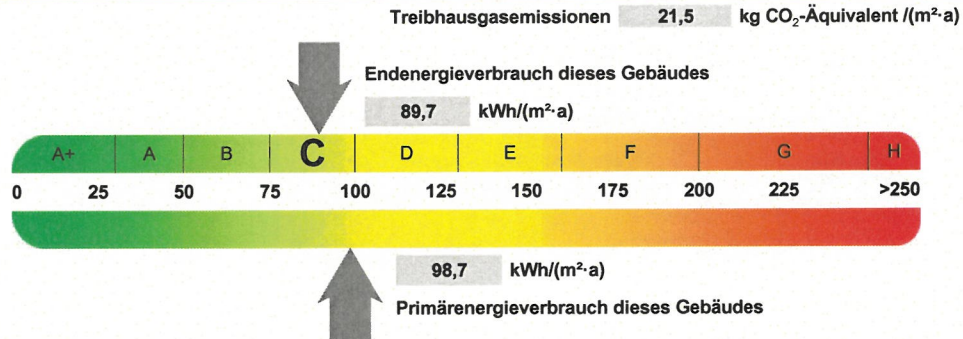 Treibhausgasemissionen 21,5 kg CO₂-Äquivalent /(m²·a)
Endenergieverbrauch dieses Gebäudes
89,7 kWh/(m²·a)
A+ A B C D E F G H
0 25 50 75 100 125 150 175 200 225 >250
98,7 kWh/(m²·a)
Primärenergieverbrauch dieses Gebäudes